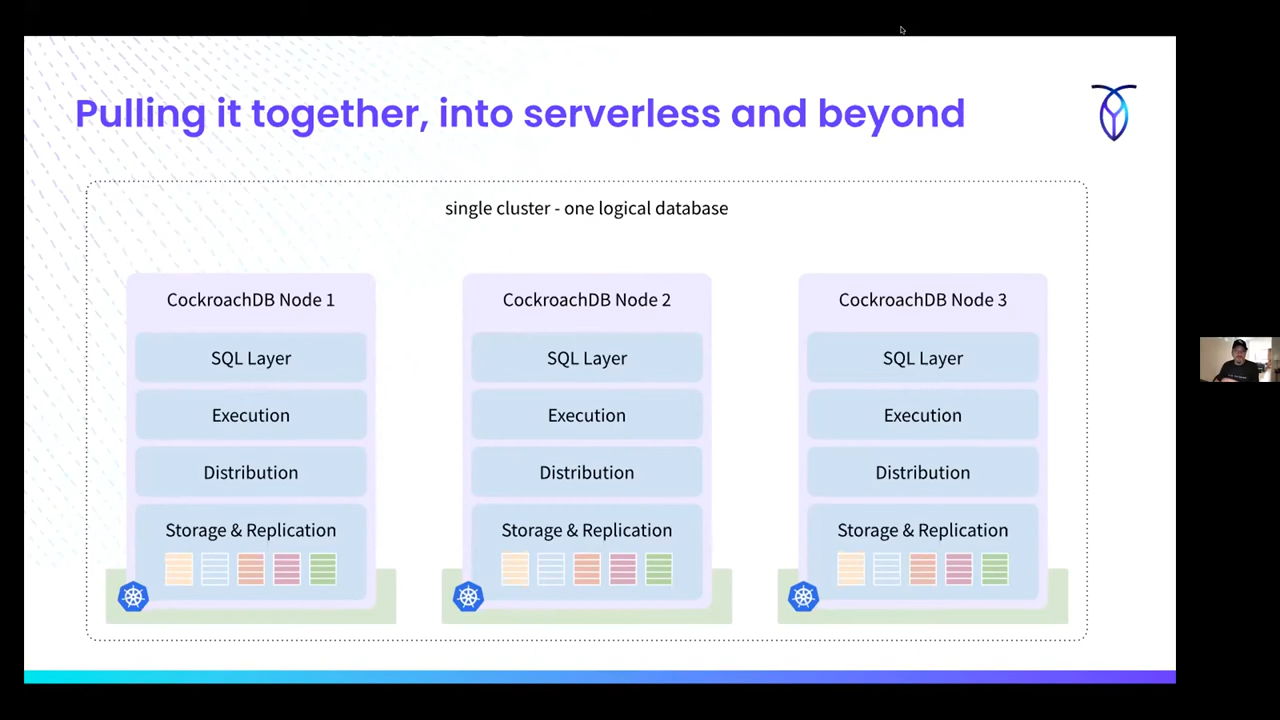 Pulling it together, into serverless and beyond
single cluster - one logical database
CockroachDB Node 1
SQL Layer
Execution
Distribution
Storage & Replication
CockroachDB Node 2
SQL Layer
Execution
Distribution
Storage & Replication
CockroachDB Node 3
SQL Layer
Execution
Distribution
Storage & Replication